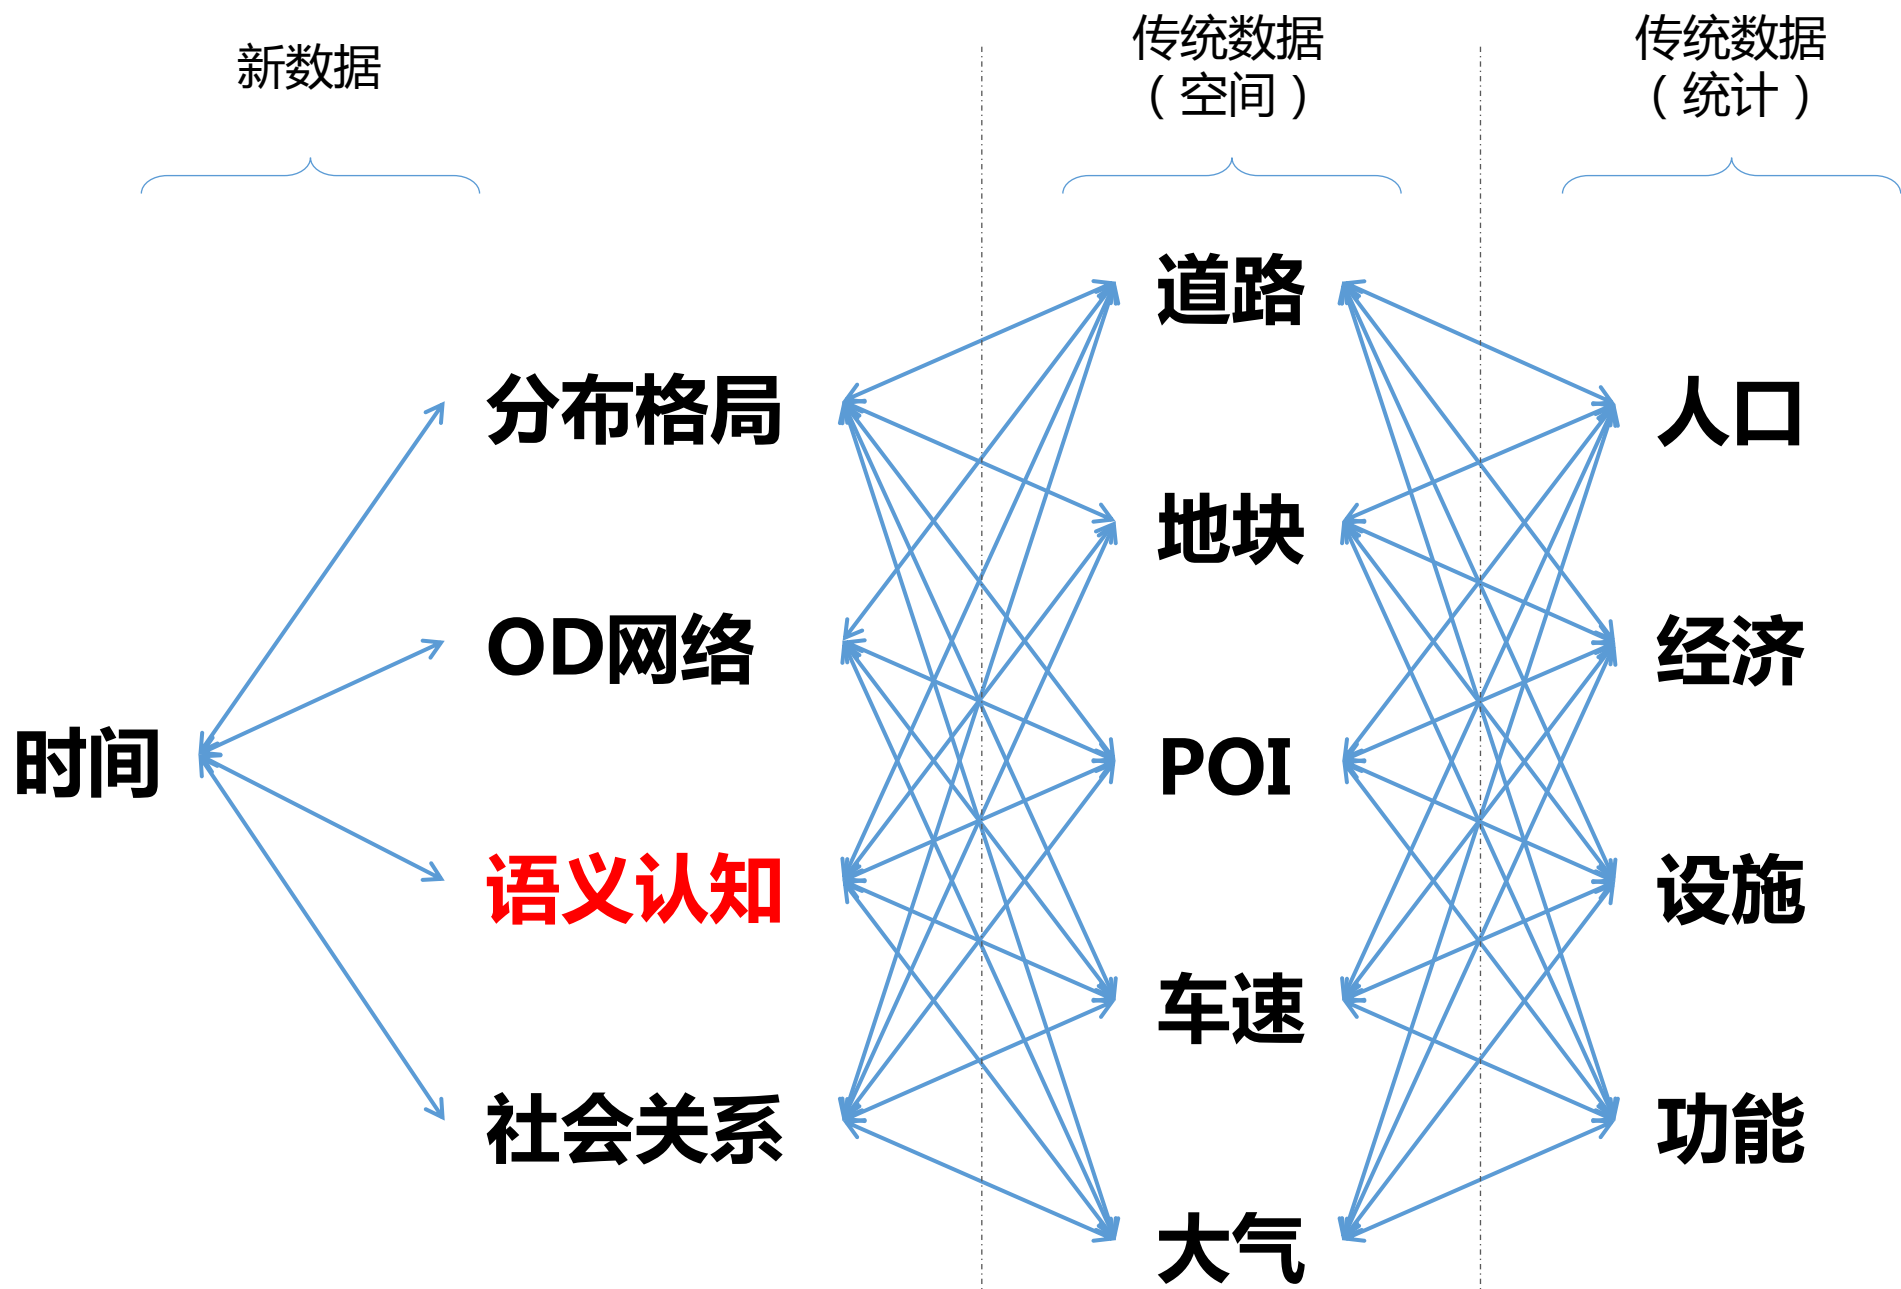 新数据
传统数据
（空间）
传统数据
（统计）
时间
分布格局
OD网络
语义认知
社会关系
道路
地块
POI
车速
大气
人口
经济
设施
功能